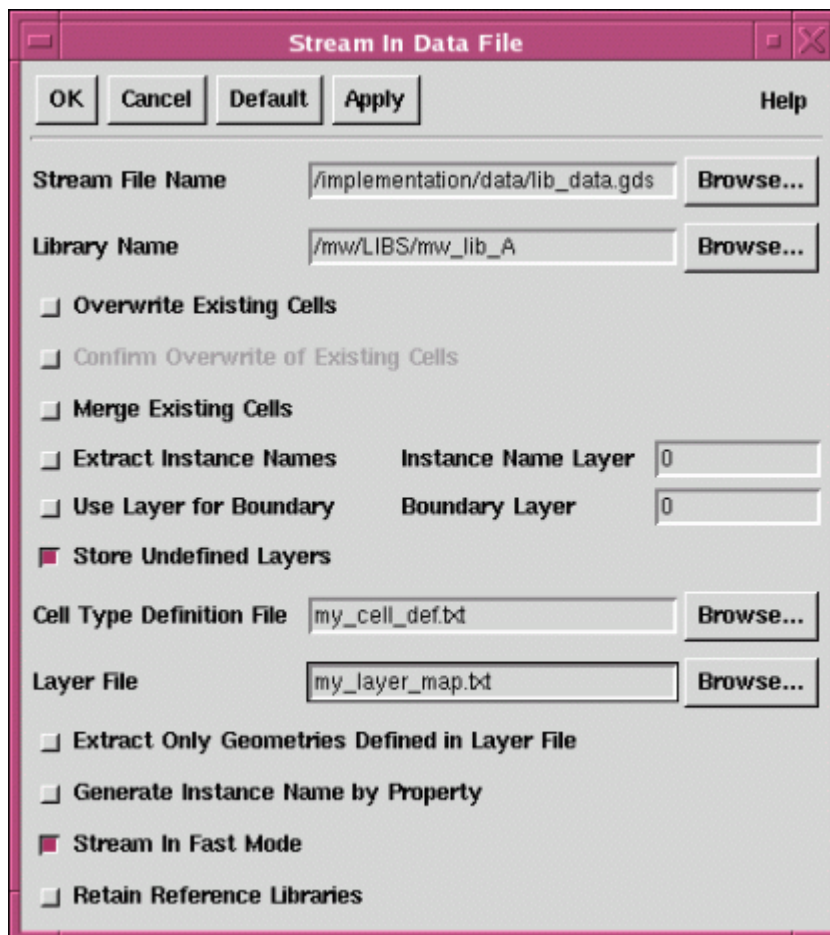 Stream In Data File
OK Cancel Default Apply Help
Stream File Name /implementation/data/lib_data.gds Browse...
Library Name /mw/LIBS/mw_lib_A Browse...
Overwrite Existing Cells
Confirm Overwrite of Existing Cells
Merge Existing Cells
Extract Instance Names Instance Name Layer 0
Use Layer for Boundary Boundary Layer 0
Store Undefined Layers
Cell Type Definition File my_cell_def.txt Browse...
Layer File my_layer_map.txt Browse...
Extract Only Geometries Defined in Layer File
Generate Instance Name by Property
Stream In Fast Mode
Retain Reference Libraries